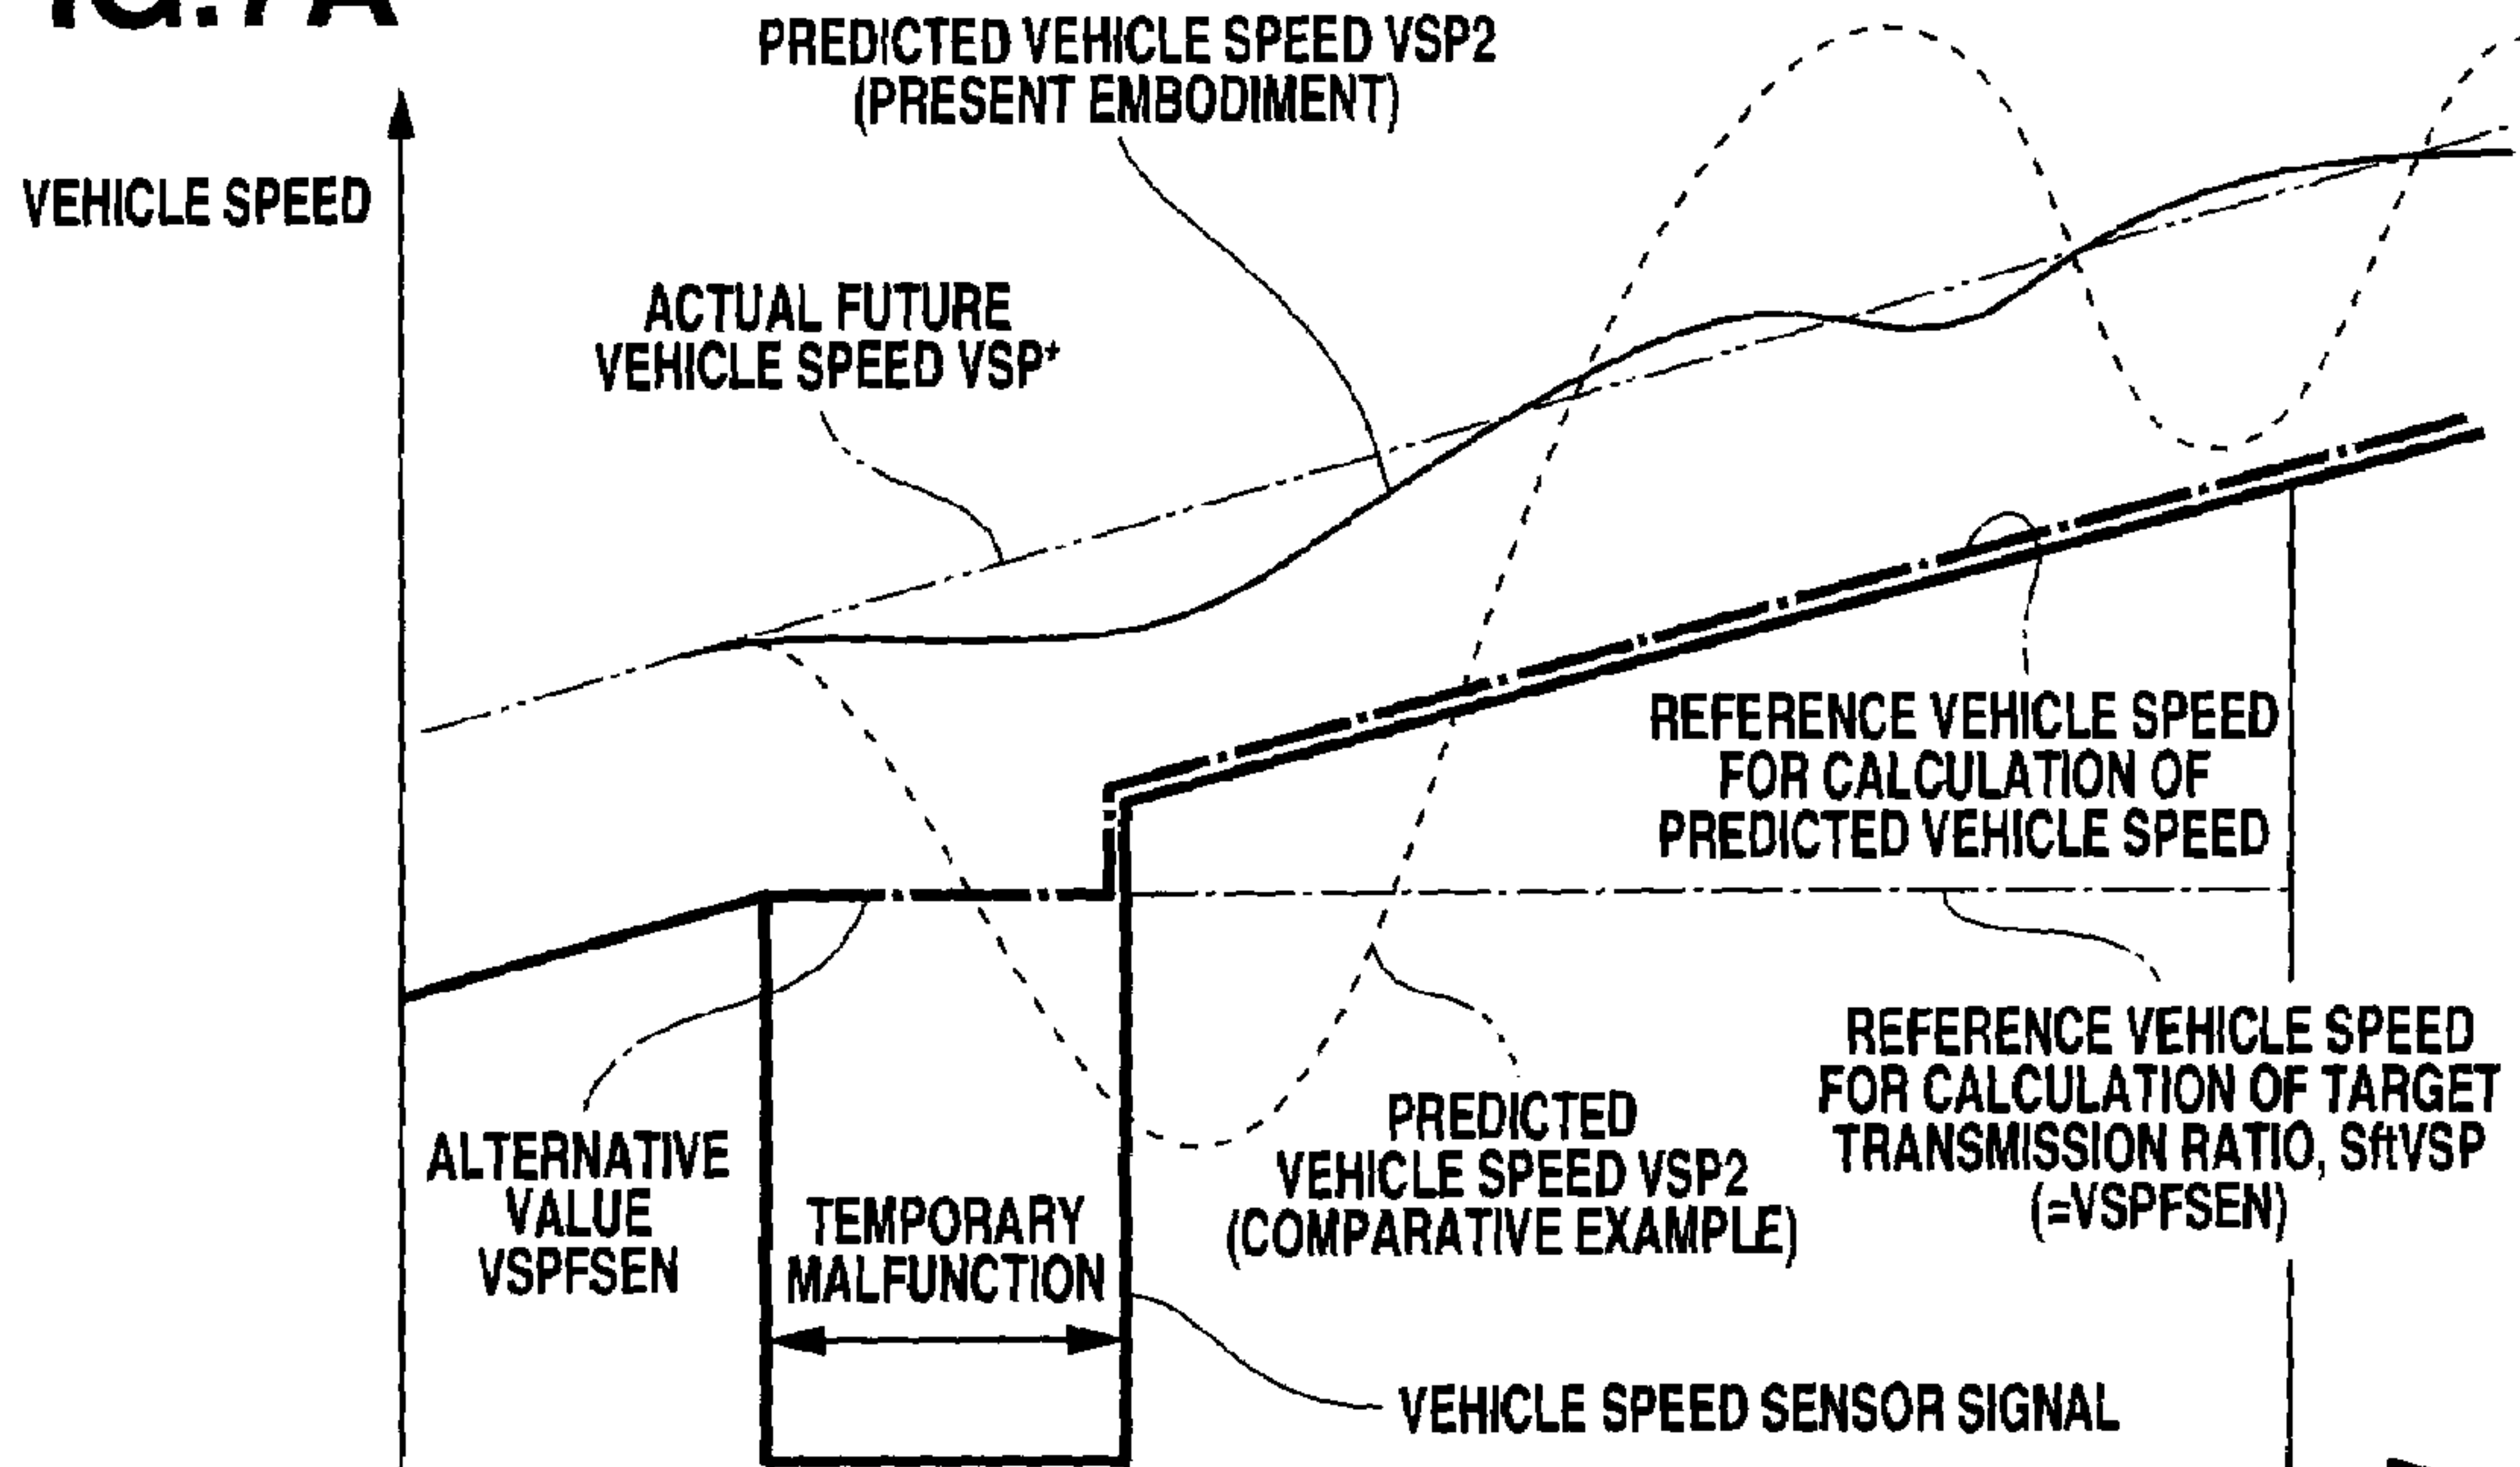 PREDICTED VEHICLE SPEED VSP2
(PRESENT EMBODIMENT)
VEHICLE SPEED
ACTUAL FUTURE
VEHICLE SPEED VSP*
REFERENCE VEHICLE SPEED
FOR CALCULATION OF
PREDICTED VEHICLE SPEED
REFERENCE VEHICLE SPEED
FOR CALCULATION OF TARGET
TRANSMISSION RATIO, SftVSP
(=VSPFSEN)
PREDICTED
VEHICLE SPEED VSP2
(COMPARATIVE EXAMPLE)
ALTERNATIVE
VALUE
VSPFSEN
TEMPORARY
MALFUNCTION
VEHICLE SPEED SENSOR SIGNAL